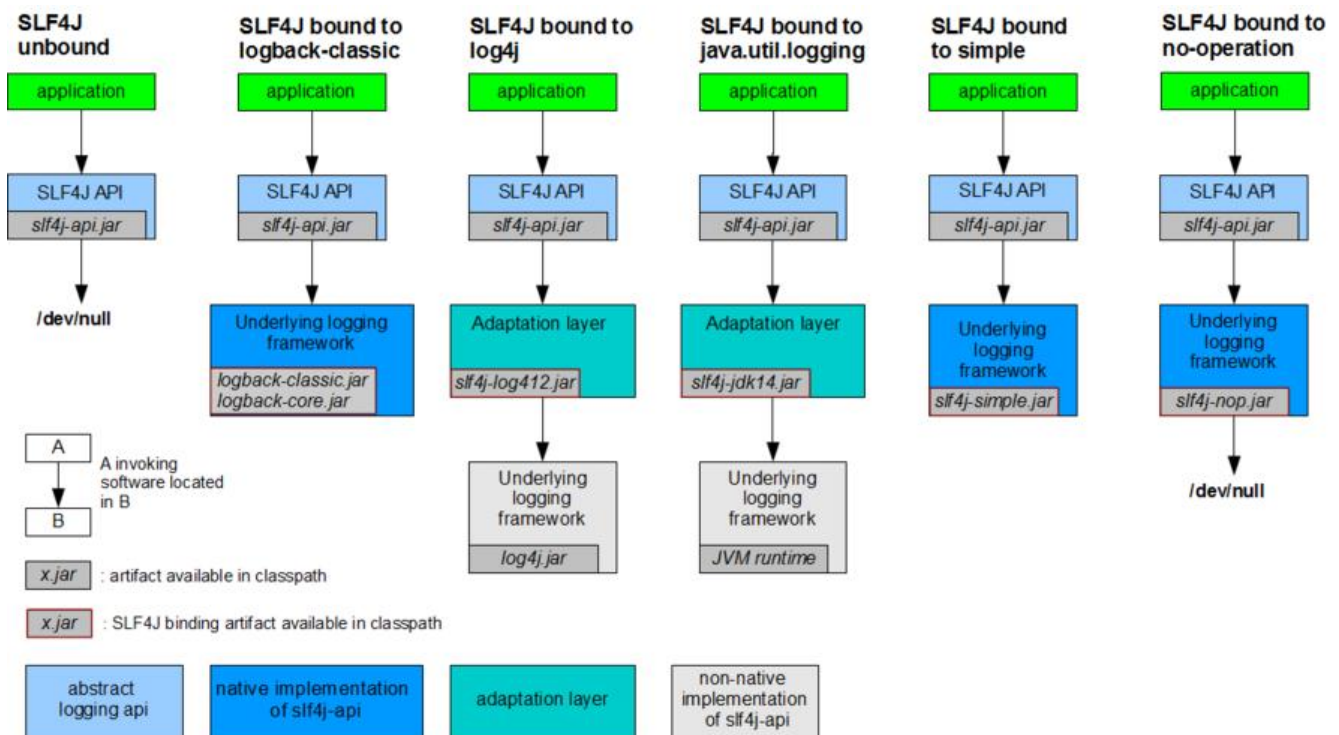 SLF4J
unbound
SLF4J bound to
logback-classic
SLF4J bound to
log4j
SLF4J bound to
java.util.logging
SLF4J bound
to simple
SLF4J bound to
no-operation
application
application
application
application
application
application
SLF4J API
slf4j-api.jar
SLF4J API
slf4j-api.jar
SLF4J API
slf4j-api.jar
SLF4J API
slf4j-api.jar
SLF4J API
slf4j-api.jar
SLF4J API
slf4j-api.jar
/dev/null
Underlying logging
framework
logback-classic.jar
logback-core.jar
Adaptation layer
slf4j-log412.jar
Adaptation layer
slf4j-jdk14.jar
Underlying
logging
framework
slf4j-simple.jar
Underlying
logging
framework
slf4j-nop.jar
Underlying
logging
framework
log4j.jar
Underlying
logging
framework
JVM runtime
/dev/null
A
B
A invoking
software located
in B
x.jar : artifact available in classpath
x.jar : SLF4J binding artifact available in classpath
abstract
logging api
native implementation
of slf4j-api
adaptation layer
non-native
implementation
of slf4j-api